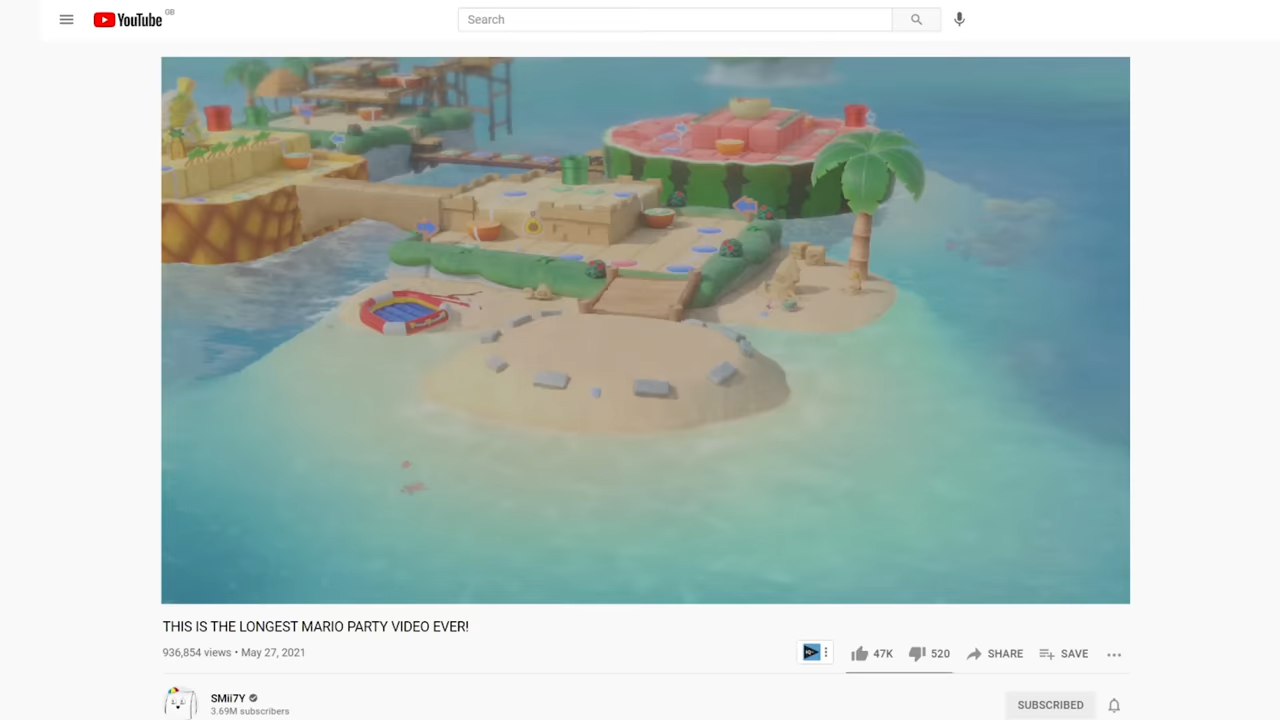 YouTube GB
Search
THIS IS THE LONGEST MARIO PARTY VIDEO EVER!
936,854 views • May 27, 2021
47K
520
SHARE
SAVE
SMii7Y
3.69M subscribers
SUBSCRIBED